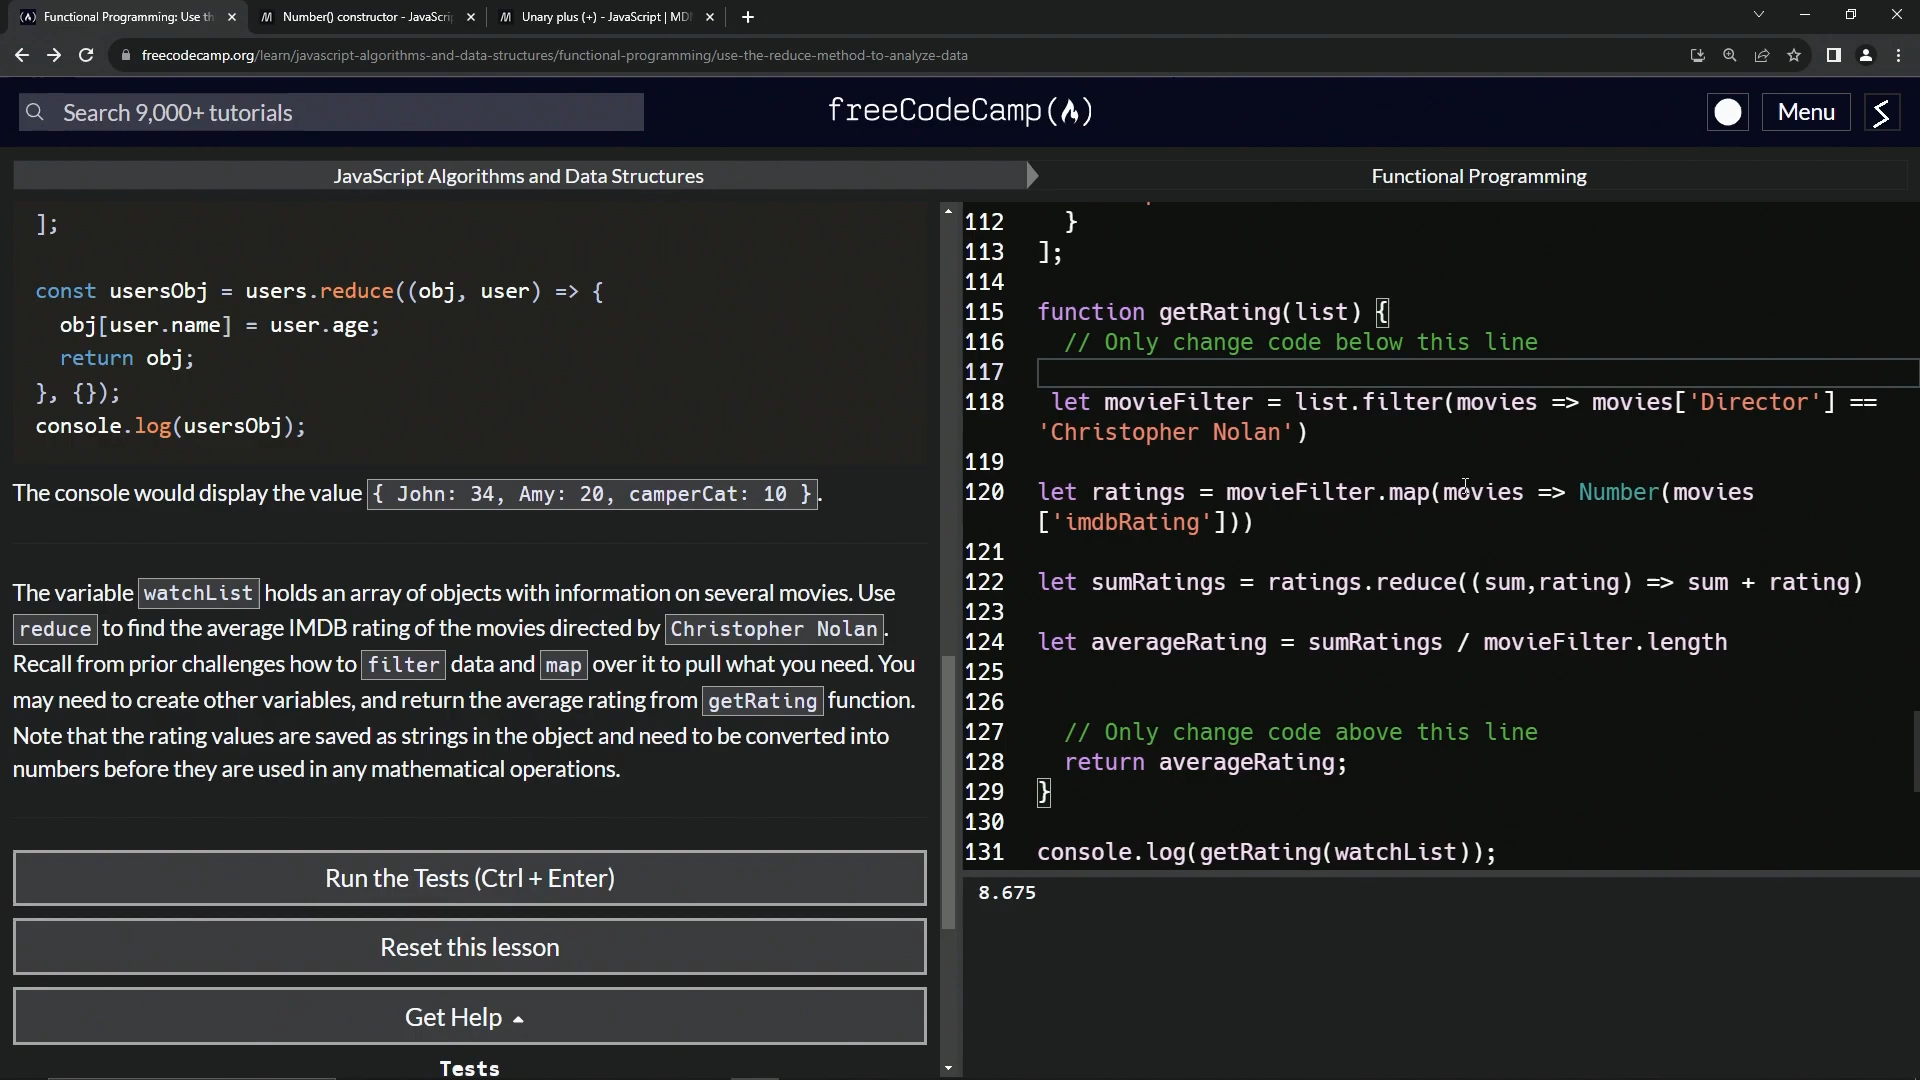 Functional Programming: Use th
Number() constructor - JavaScrip
Unary plus (+) - JavaScript | MDN
freecodecamp.org/learn/javascript-algorithms-and-data-structures/functional-programming/use-the-reduce-method-to-analyze-data
Search 9,000+ tutorials
freeCodeCamp(
)
Menu
JavaScript Algorithms and Data Structures
Functional Programming
];
const usersObj = users.reduce((obj, user) => {
obj[user.name] = user.age;
return obj;
}, {});
console.log(usersObj);
The console would display the value { John: 34, Amy: 20, camperCat: 10 }.
The variable watchList holds an array of objects with information on several movies. Use
reduce to find the average IMDB rating of the movies directed by Christopher Nolan.
Recall from prior challenges how to filter data and map over it to pull what you need. You
may need to create other variables, and return the average rating from getRating function.
Note that the rating values are saved as strings in the object and need to be converted into
numbers before they are used in any mathematical operations.
Run the Tests (Ctrl + Enter)
Reset this lesson
Get Help
Tests
112 }
113 ];
114
115 function getRating(list) {
116 // Only change code below this line
117
118 let movieFilter = list.filter(movies => movies['Director'] ==
'Christopher Nolan')
119
120 let ratings = movieFilter.map(movies => Number(movies
['imdbRating']))
121
122 let sumRatings = ratings.reduce((sum,rating) => sum + rating)
123
124 let averageRating = sumRatings / movieFilter.length
125
126
127 // Only change code above this line
128 return averageRating;
129 }
130
131 console.log(getRating(watchList));
8.675